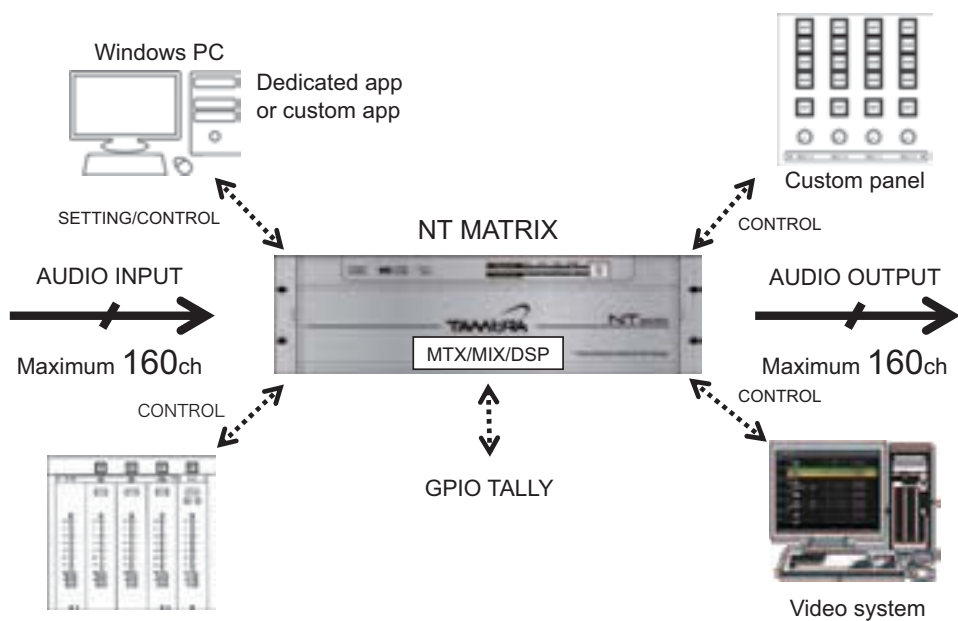 Windows PC
Dedicated app
or custom app
Custom panel
SETTING/CONTROL
CONTROL
NT MATRIX
AUDIO INPUT
AUDIO OUTPUT
TAMURA
NT
MTX/MIX/DSP
Maximum 160ch
Maximum 160ch
CONTROL
CONTROL
GPIO TALLY
Video system